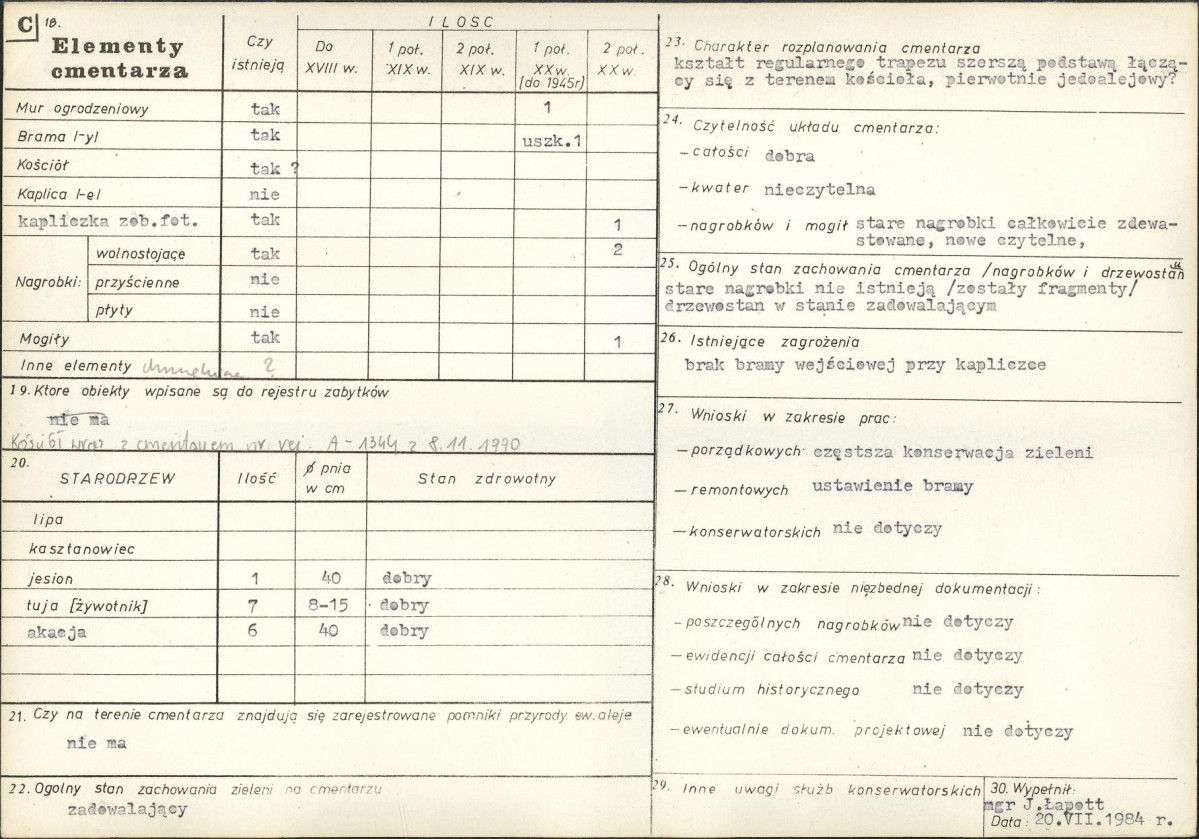 C 18.
Elementy
cmentarza
Czy
istnieją
ILOŚC
Do
XVIII w.
1 poł.
XIX w.
2 poł.
XIX w.
1 poł.
XX w.
(do 1945r)
2 poł.
XX w.
Mur ogrodzeniowy tak 1
Brama /-y/ tak uszk.1
Kościół tak ?
Kaplica /-e/ nie
kapliczka zob.fot. tak 1
Nagrobki:
wolnostojące tak 2
przyścienne nie
płyty nie
Mogiły tak 1
Inne elementy ?
19. Ktore obiekty wpisane są do rejestru zabytków
nie ma
Kościół wraz z cmentarzem nr. rej. A-1344 z 8.11.1990
20.
STARODRZEW Ilość ø pnia
w cm Stan zdrowotny
lipa
kasztanowiec
jesion 1 40 dobry
tuja [żywotnik] 7 8-15 dobry
akacja 6 40 dobry
21. Czy na terenie cmentarza znajdują się zarejestrowane pomniki przyrody ew. aleje
nie ma
22. Ogolny stan zachowania zieleni na cmentarzu
zadowalający
23. Charakter rozplanowania cmentarza
kształt regularnego trapezu szerszą podstawą łączą-
cy się z terenem kościoła, pierwotnie jedoalejowy?
24. Czytelność układu cmentarza:
-całości dobra
-kwater nieczytelna
-nagrobków i mogił stare nagrobki całkowicie zdewa-
stowane, nowe czytelne,
25. Ogólny stan zachowania cmentarza /nagrobków i drzewostanu
stare nagrobki nie istnieją /zostały fragmenty/
drzewostan w stanie zadowalającym
26. Istniejące zagrożenia
brak bramy wejściowej przy kapliczce
27. Wnioski w zakresie prac:
-porządkowych częstsza konserwacja zieleni
-remontowych ustawienie bramy
-konserwatorskich nie dotyczy
28. Wnioski w zakresie niezbednej dokumentacji:
-poszczególnych nagrobków nie dotyczy
-ewidencji całości cmentarza nie dotyczy
-studium historycznego nie dotyczy
-ewentualnie dokum. projektowej nie dotyczy
29. Inne uwagi służb konserwatorskich
30. Wypełnił:
mgr J.Łapott
Data: 20.VII.1984 r.